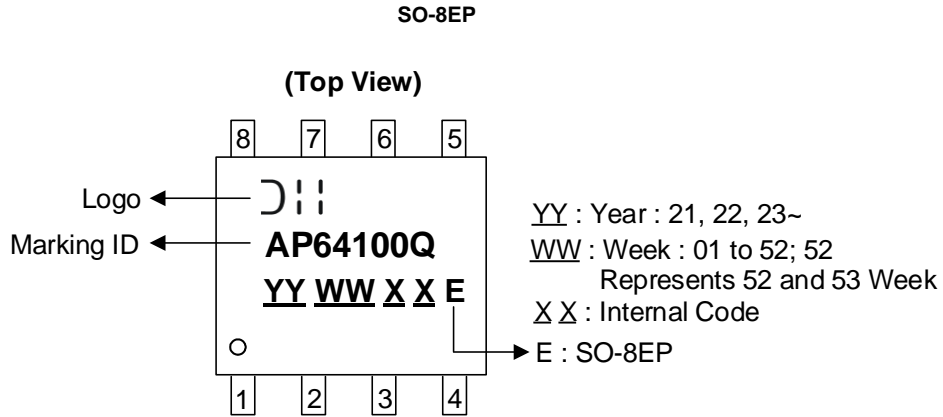 SO-8EP
(Top View)
8 7 6 5
Logo
Marking ID
AP64100Q
YY WW X X E
YY : Year : 21, 22, 23~
WW : Week : 01 to 52; 52
Represents 52 and 53 Week
X X : Internal Code
E : SO-8EP
1 2 3 4